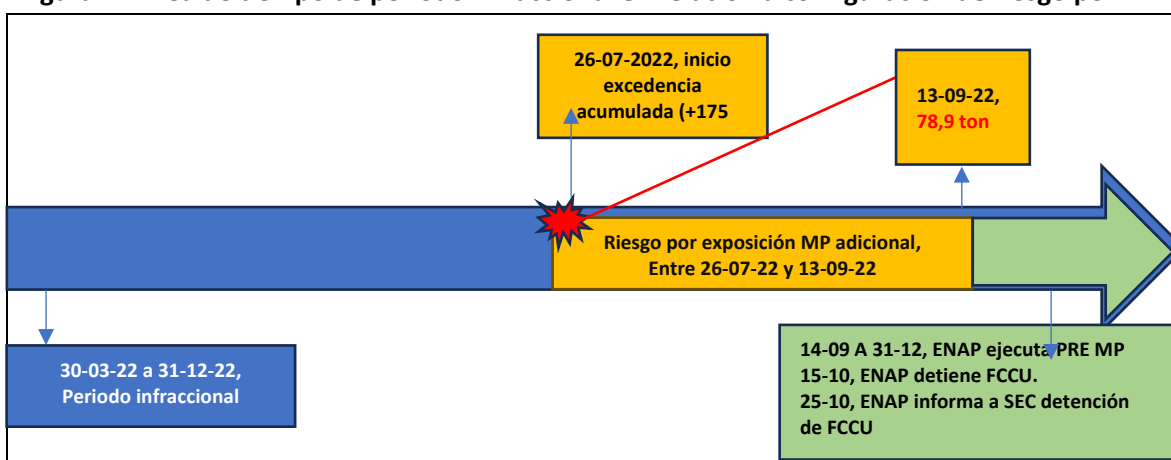 26-07-2022, inicio
excedencia
acumulada (+175
13-09-22,
78,9 ton
Riesgo por exposición MP adicional,
Entre 26-07-22 y 13-09-22
30-03-22 a 31-12-22,
Periodo infraccional
14-09 A 31-12, ENAP ejecuta PRE MP
15-10, ENAP detiene FCCU.
25-10, ENAP informa a SEC detención
de FCCU